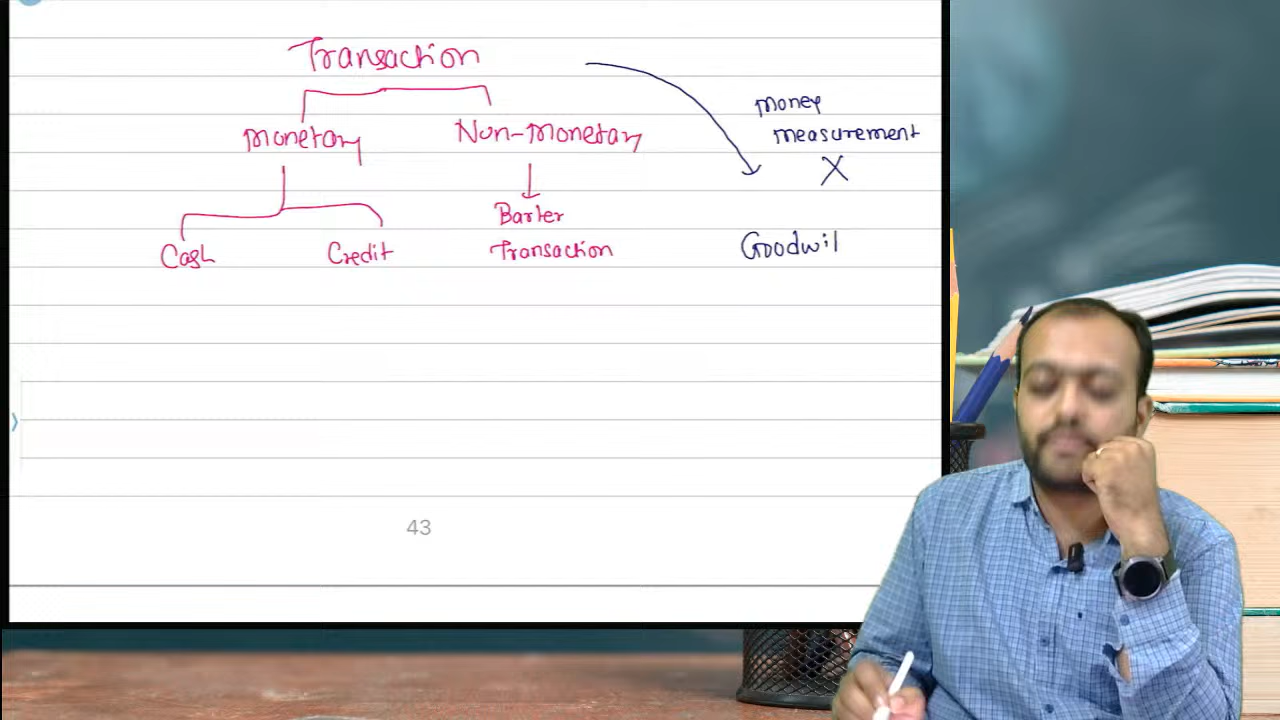 Transaction
Monetary
Non-Monetary
Money
measurement
X
Cash
Credit
Barter
Transaction
Goodwil
43